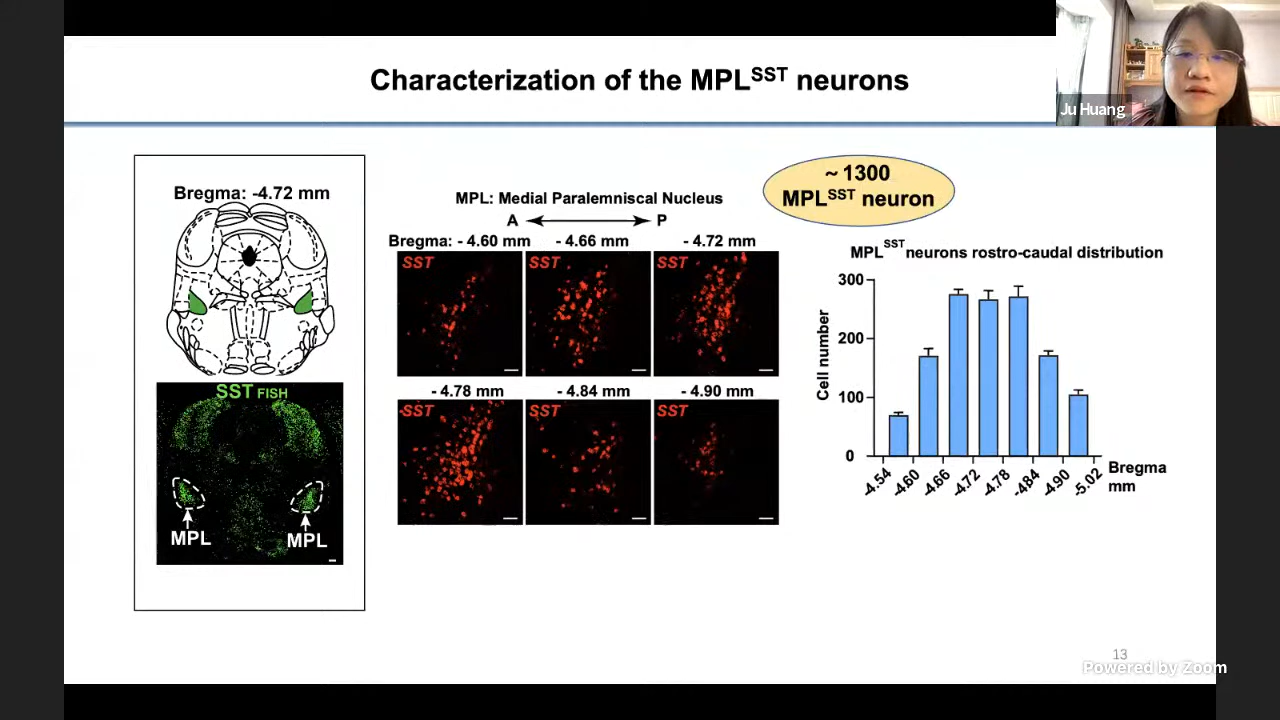 Characterization of the MPLSST neurons
Ju Huang
Bregma: -4.72 mm
SST FISH
MPL
MPL
MPL: Medial Paralemniscal Nucleus
A
P
Bregma: - 4.60 mm
- 4.66 mm
- 4.72 mm
SST
SST
SST
- 4.78 mm
- 4.84 mm
- 4.90 mm
SST
SST
SST
~ 1300
MPLSST neuron
MPLSST neurons rostro-caudal distribution
Cell number
300
200
100
0
-4.54
-4.60
-4.66
-4.72
-4.78
-4.84
-4.90
-5.02
Bregma
mm
13
Powered by Zoom